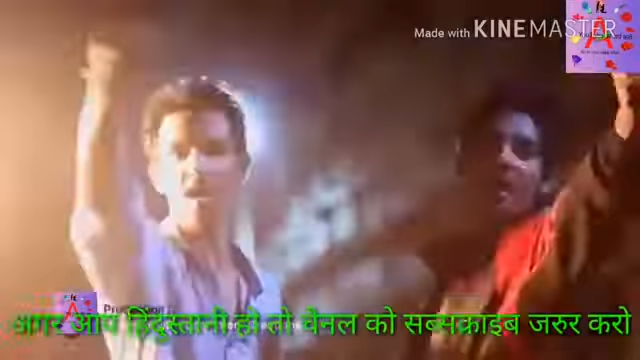 Made with KINEMASTER
अगर आप हिंदुस्तानी हो तो चैनल को सब्सक्राइब जरुर करो